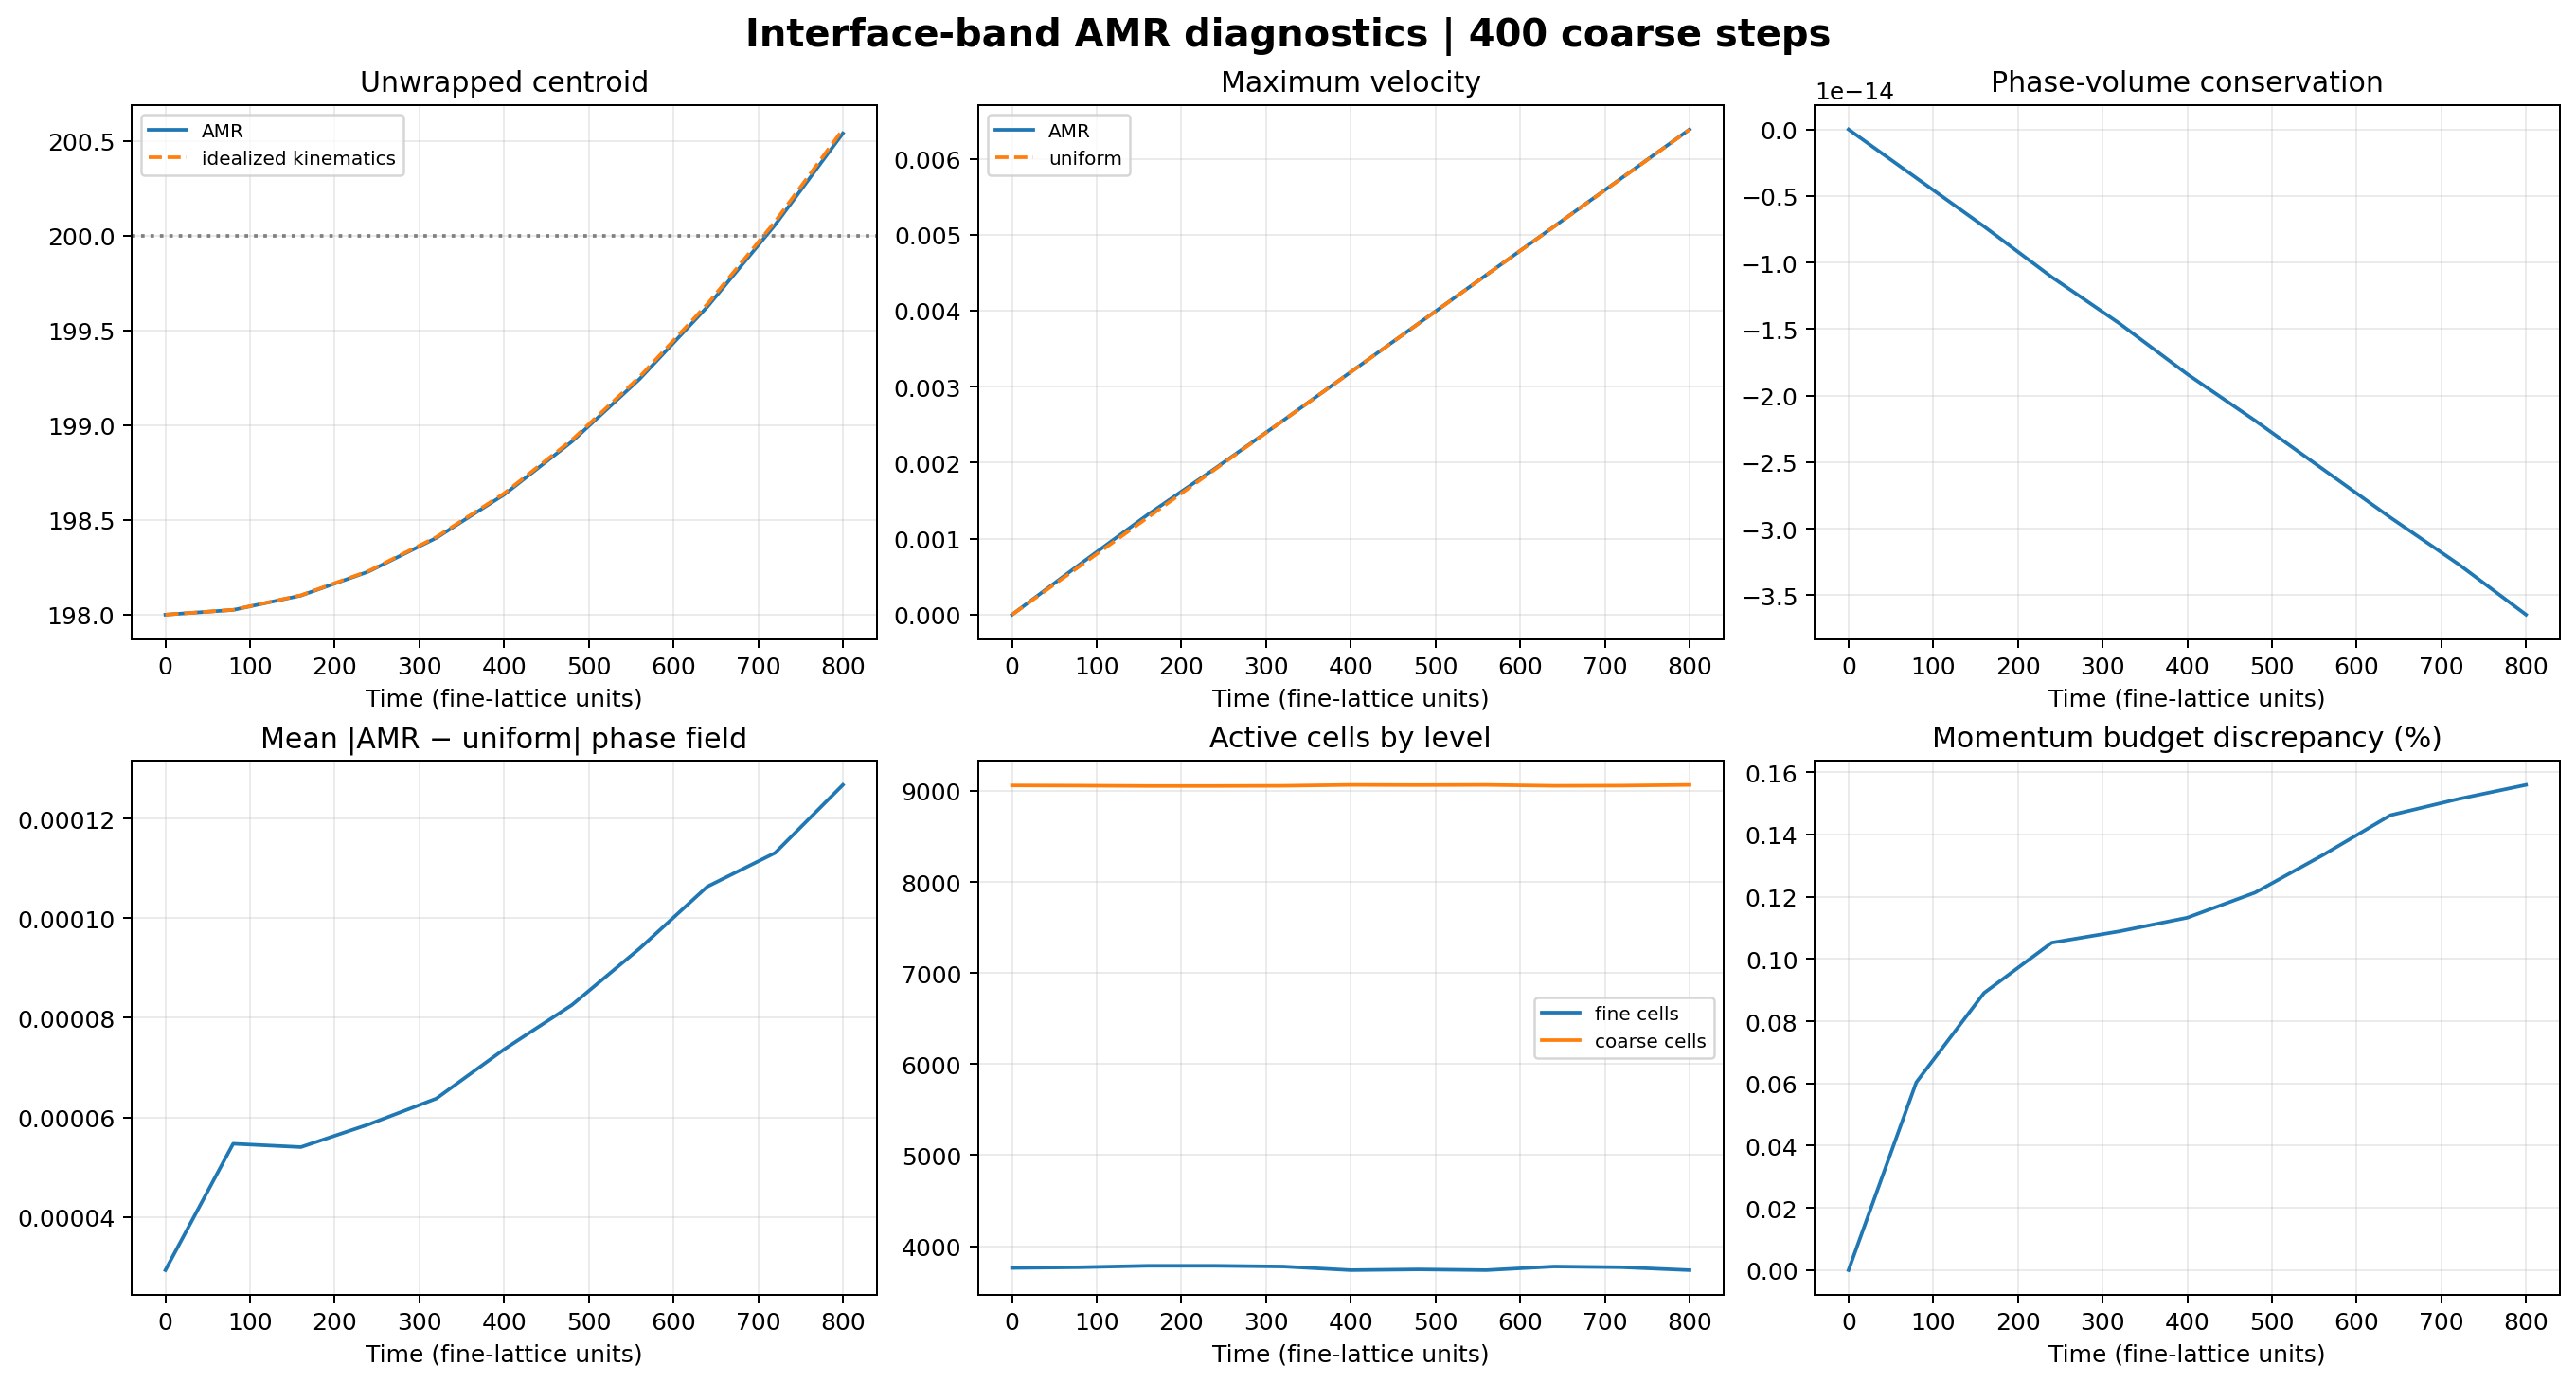 Interface-band AMR diagnostics | 400 coarse steps
Unwrapped centroid
AMR
idealized kinematics
200.5
200.0
199.5
199.0
198.5
198.0
0 100 200 300 400 500 600 700 800
Time (fine-lattice units)
Maximum velocity
AMR
uniform
0.006
0.005
0.004
0.003
0.002
0.001
0.000
0 100 200 300 400 500 600 700 800
Time (fine-lattice units)
Phase-volume conservation
1e−14
0.0
−0.5
−1.0
−1.5
−2.0
−2.5
−3.0
−3.5
0 100 200 300 400 500 600 700 800
Time (fine-lattice units)
Mean |AMR − uniform| phase field
0.00012
0.00010
0.00008
0.00006
0.00004
0 100 200 300 400 500 600 700 800
Time (fine-lattice units)
Active cells by level
9000
8000
7000
6000
5000
4000
fine cells
coarse cells
0 100 200 300 400 500 600 700 800
Time (fine-lattice units)
Momentum budget discrepancy (%)
0.16
0.14
0.12
0.10
0.08
0.06
0.04
0.02
0.00
0 100 200 300 400 500 600 700 800
Time (fine-lattice units)